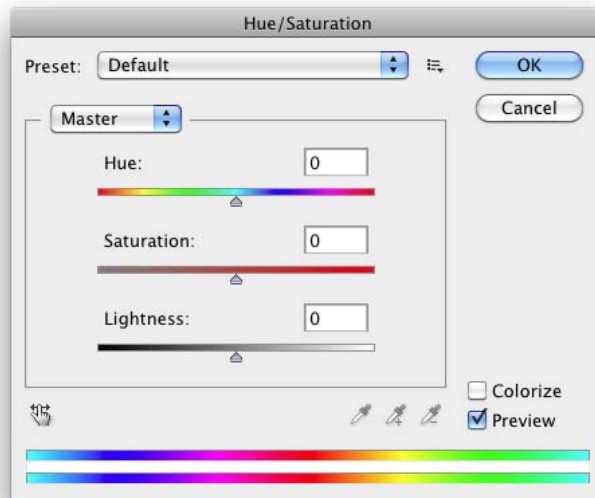 Hue/Saturation
Preset: Default
OK
Cancel
Master
Hue: 0
Saturation: 0
Lightness: 0
Colorize
Preview